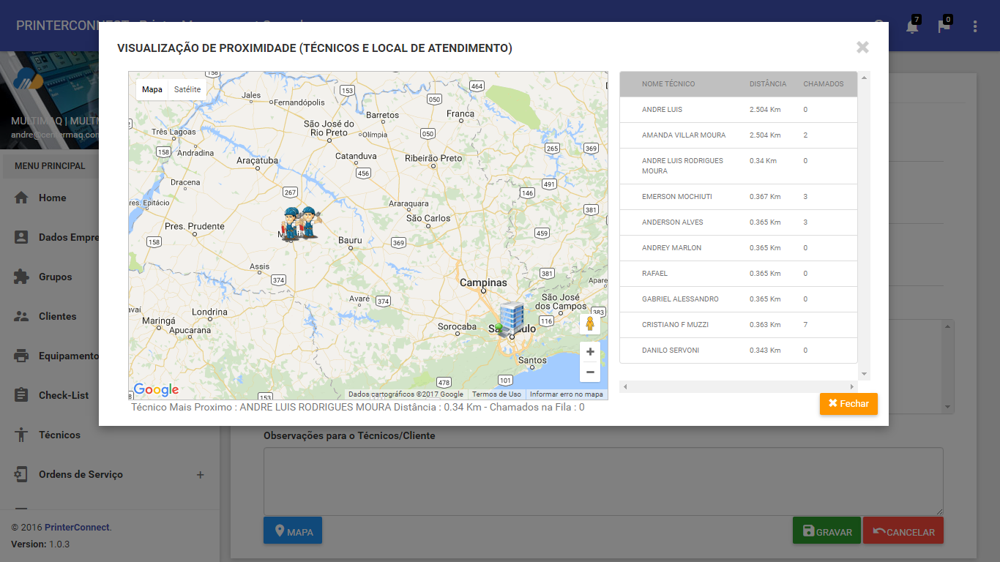 PRINTERCONNECT
7
0
VISUALIZAÇÃO DE PROXIMIDADE (TÉCNICOS E LOCAL DE ATENDIMENTO)
Mapa Satélite
158
Jales
Fernandópolis
153
464
050
Barretos
Franca
São José do
Rio Preto
Olímpia
050
Três Lagoas
158
Andradina
265
369
Araçatuba
Catanduva
Ribeirão Preto
456
Dracena
491
267
146
res. Epitácio
Araraquara
381
São Carlos
Pres. Prudente
158
459
Bauru
369
Assis
374
381
Campinas
Apare
Avaré
374
São José
dos Campos
383
vaí
Londrina
Maringá
116
Apucarana
Sorocaba
Santos
478
101
153
Google
Dados cartográficos ©2017 Google Termos de Uso Informar erro no mapa
Técnico Mais Proximo : ANDRE LUIS RODRIGUES MOURA Distância : 0.34 Km - Chamados na Fila : 0
NOME TÉCNICO DISTÂNCIA CHAMADOS
ANDRE LUIS 2.504 Km 0
AMANDA VILLAR MOURA 2.504 Km 2
ANDRE LUIS RODRIGUES
MOURA 0.34 Km 0
EMERSON MOCHIUTI 0.367 Km 3
ANDERSON ALVES 0.365 Km 3
ANDREY MARLON 0.365 Km 0
RAFAEL 0.365 Km 0
GABRIEL ALESSANDRO 0.365 Km 0
CRISTIANO F MUZZI 0.363 Km 7
DANILO SERVONI 0.343 Km 0
Fechar
MULTIMAQ | MULTI
andre@centermaq.com
MENU PRINCIPAL
Home
Dados Empre
Grupos
Clientes
Equipamento
Check-List
Técnicos
Ordens de Serviço +
© 2016 PrinterConnect.
Version: 1.0.3
Observações para o Técnicos/Cliente
MAPA
GRAVAR
CANCELAR